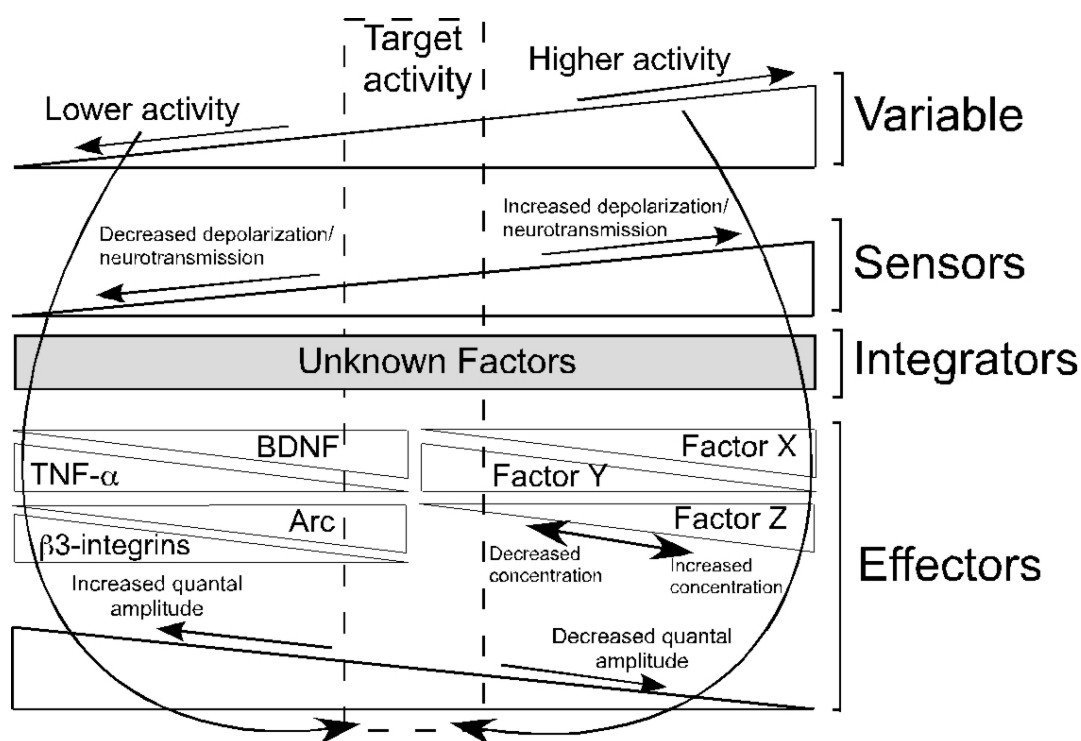 Target
activity
Higher activity
Lower activity
Variable
Increased depolarization/
neurotransmission
Decreased depolarization/
neurotransmission
Sensors
Unknown Factors
Integrators
BDNF
Factor X
TNF-α
Factor Y
Arc
Factor Z
β3-integrins
Decreased
concentration
Increased
concentration
Effectors
Increased quantal
amplitude
Decreased quantal
amplitude